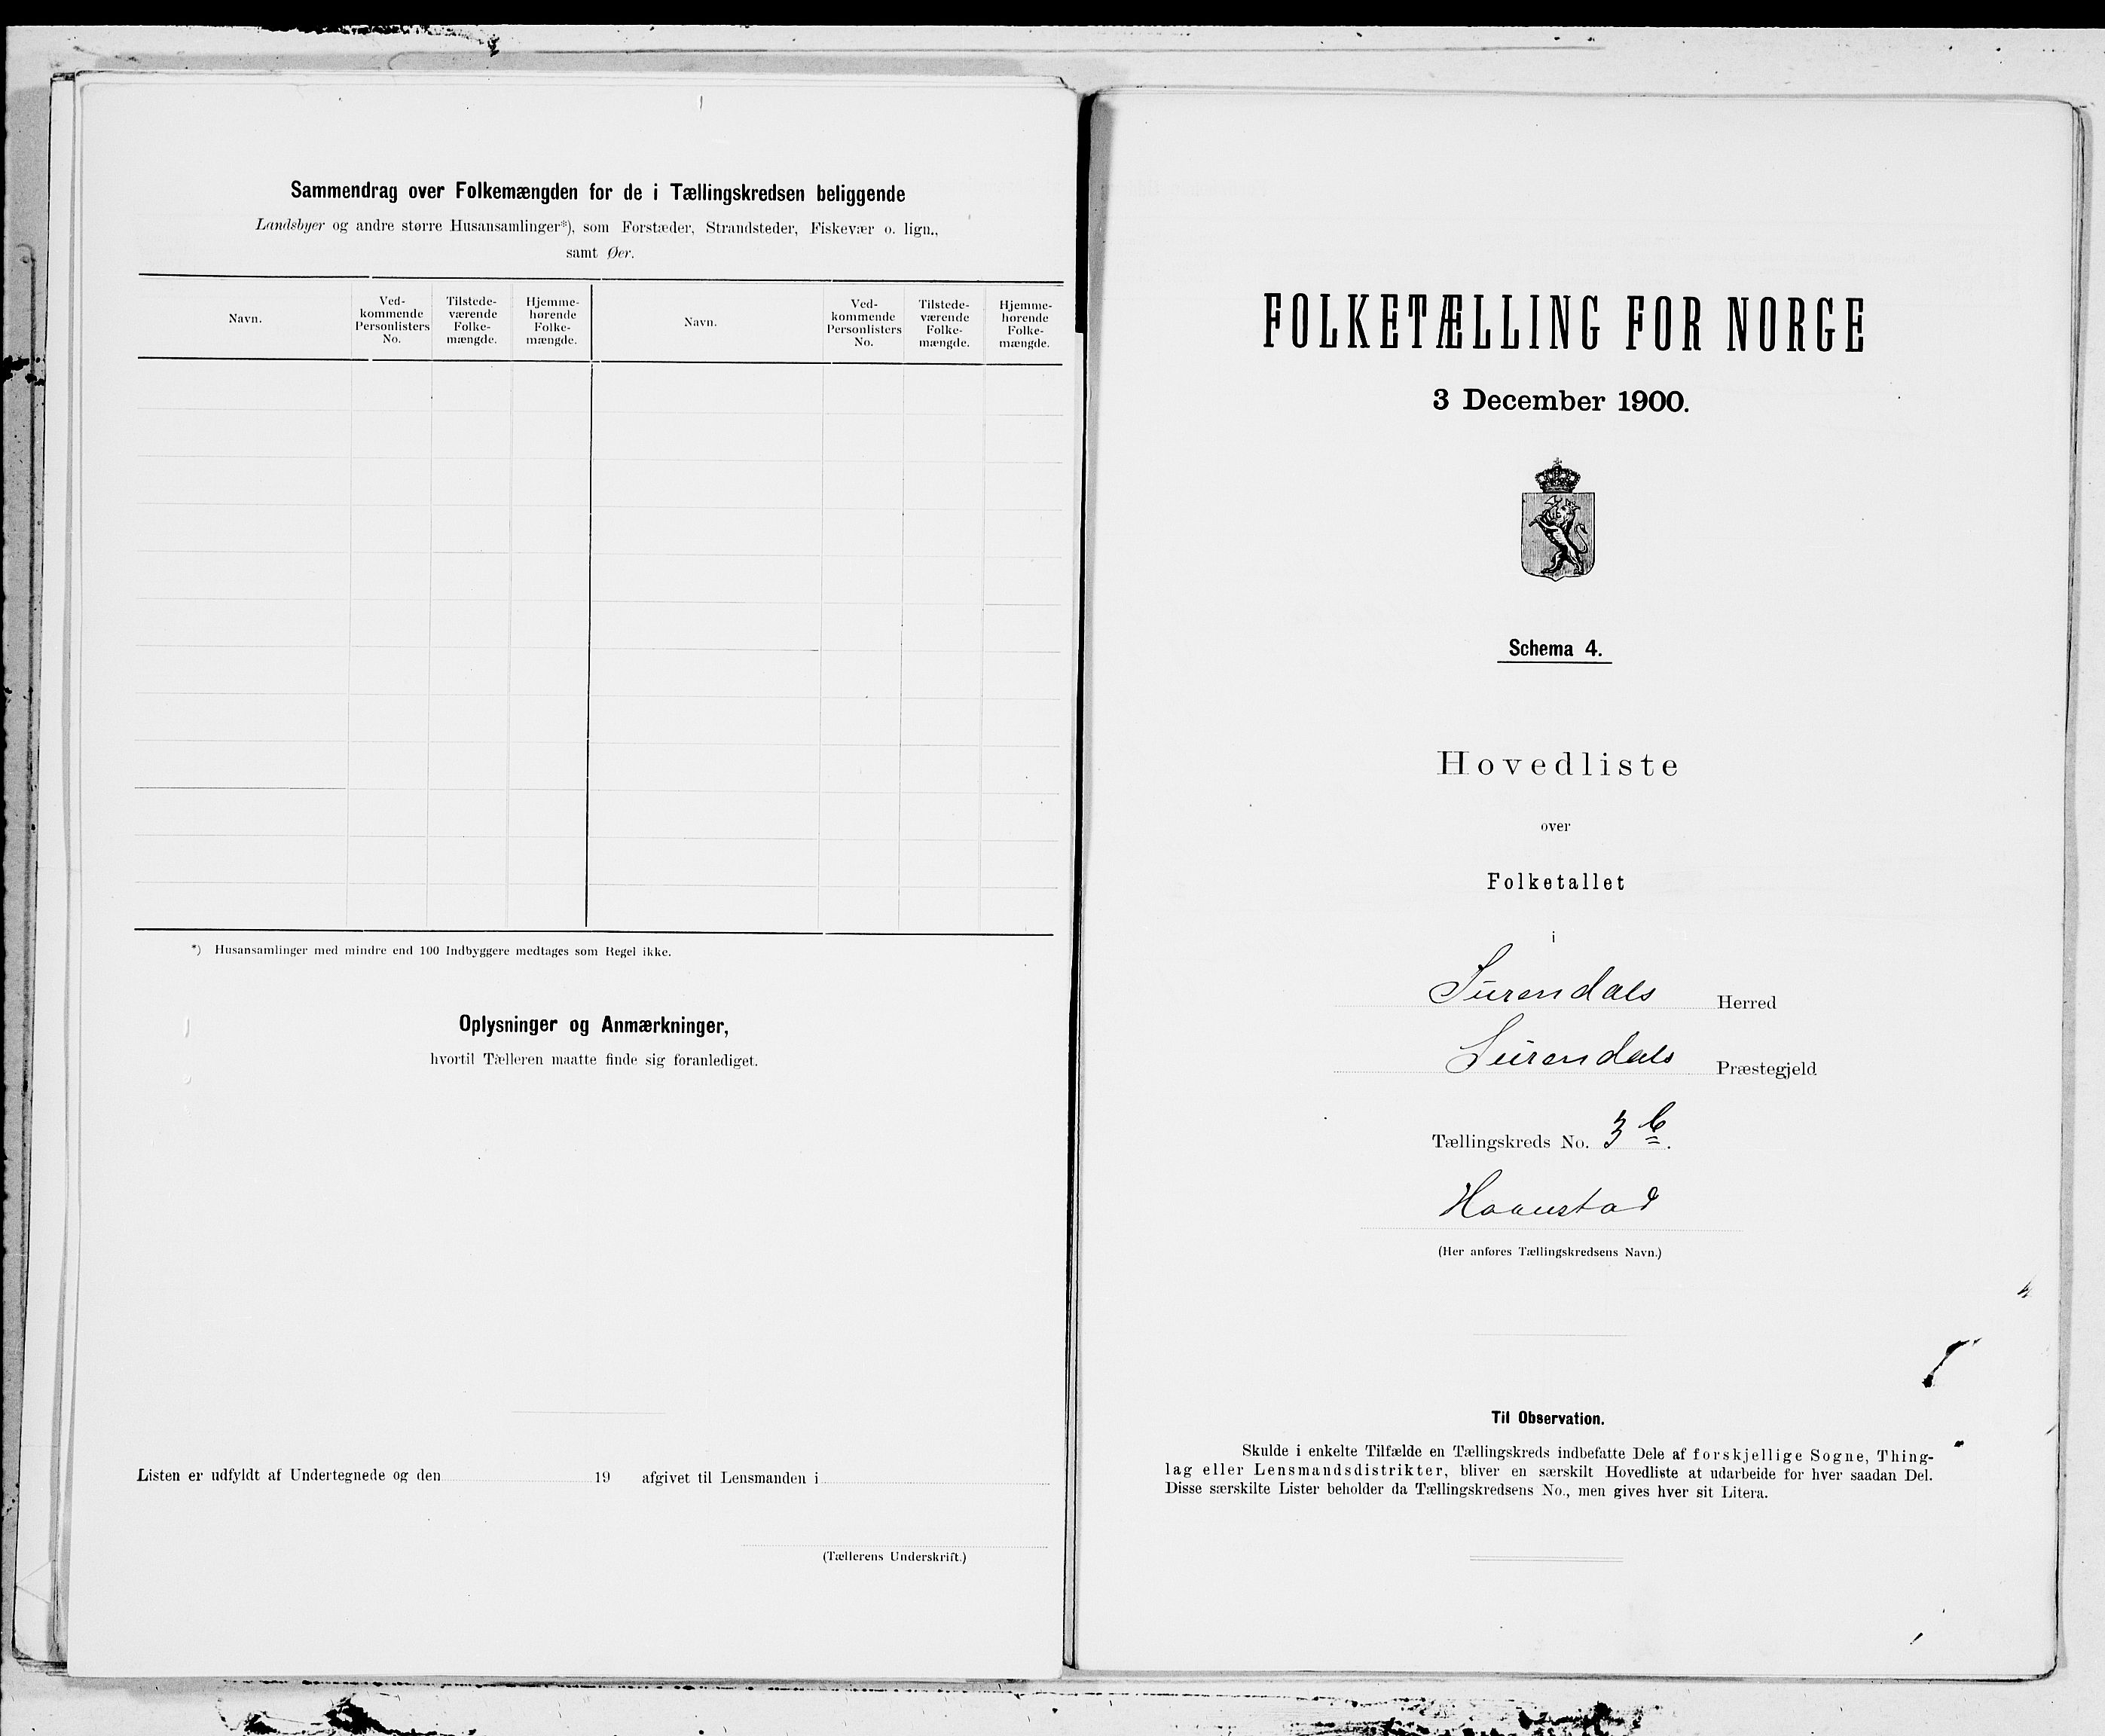 Sammendrag over Folkemængden for de i Tællingskredsen beliggende
Landsbyer og andre større Husansamlinger*), som Forstæder, Strandsteder, Fiskevær o. lign.,
samt Øer.
Navn.
Ved-
kommende
Personlisters
No.
Tilstede-
værende
Folke-
mængde.
Hjemme-
hørende
Folke-
mængde.
Navn.
Ved-
kommende
Personlisters
No.
Tilstede-
værende
Folke-
mængde.
Hjemme-
hørende
Folke-
mængde.
*) Husansamlinger med mindre end 100 Indbyggere medtages som Regel ikke.
Oplysninger og Anmærkninger,
hvortil Tælleren maatte finde sig foranlediget.
Listen er udfyldt af Undertegnede og den 19 afgivet til Lensmanden i
(Tællerens Underskrift.)
FOLKETÆLLING FOR NORGE
3 December 1900.
Schema 4.
Hovedliste
over
Folketallet
i
Surendals Herred
Surendals Præstegjeld
Tællingskreds No. 3 b.
Haanstad
(Her anføres Tællingskredsens Navn.)
Til Observation.
Skulde i enkelte Tilfælde en Tællingskreds indbefatte Dele af forskjellige Sogne, Thing-
lag eller Lensmandsdistrikter, bliver en særskilt Hovedliste at udarbeide for hver saadan Del.
Disse særskilte Lister beholder da Tællingskredsens No., men gives hver sit Litera.